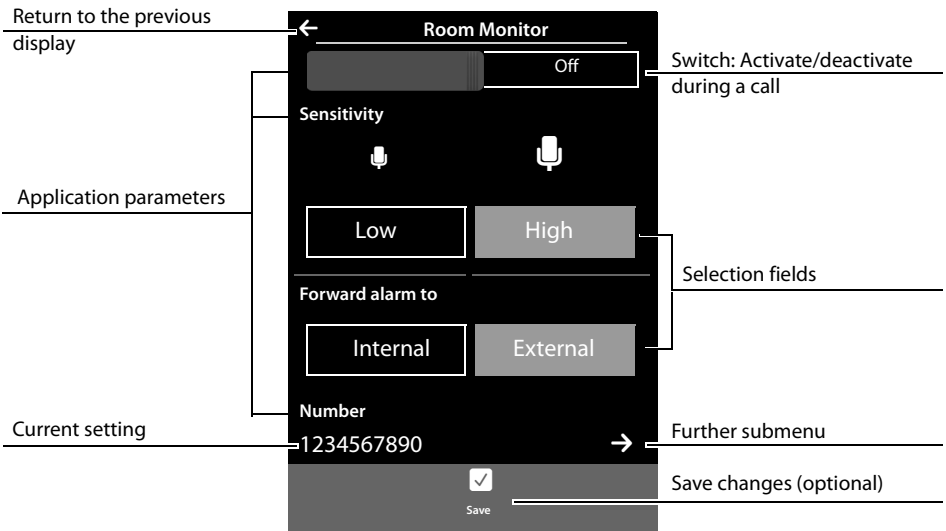 Return to the previous
display
Room Monitor
Off
Switch: Activate/deactivate
during a call
Sensitivity
Application parameters
Low
High
Selection fields
Forward alarm to
Internal
External
Number
Current setting
1234567890
Further submenu
Save changes (optional)
Save